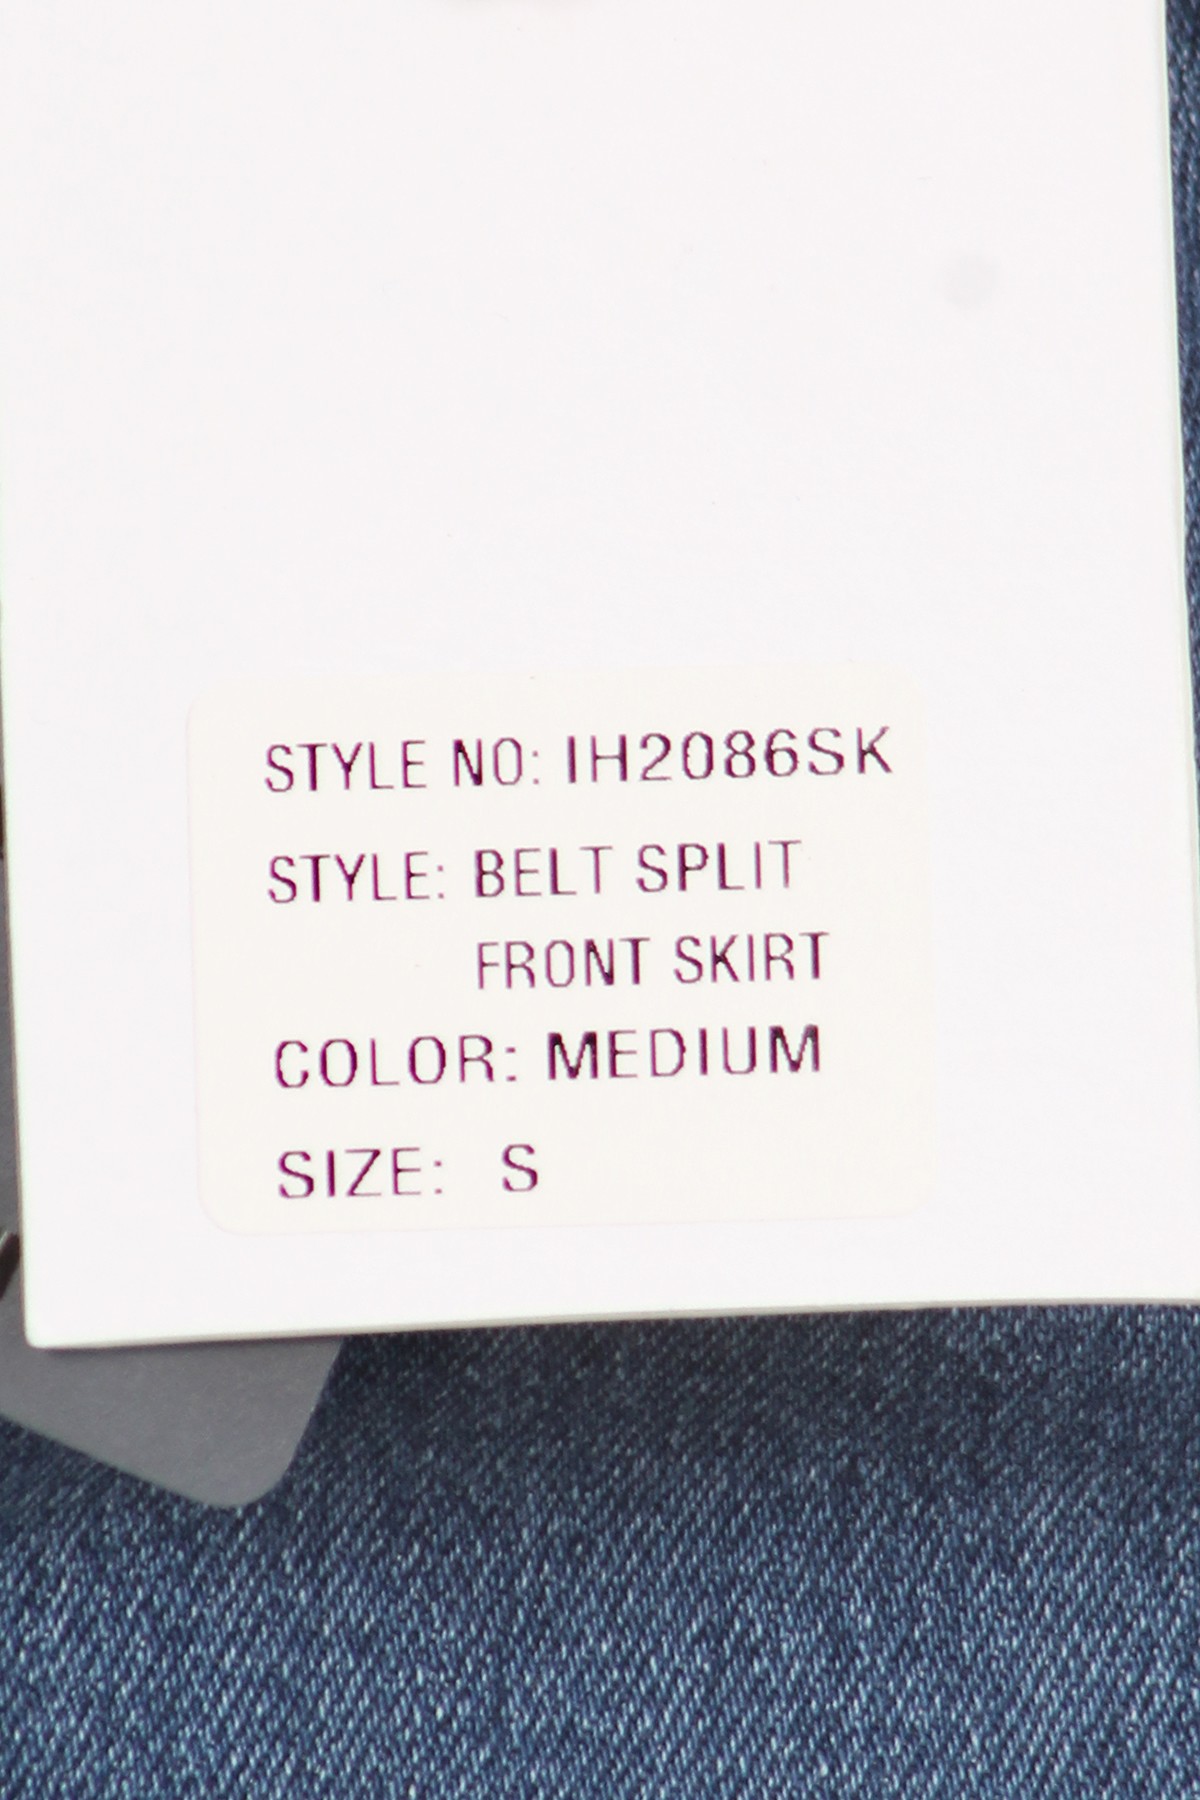 STYLE NO: IH2086SK
STYLE: BELT SPLIT
FRONT SKIRT
COLOR: MEDIUM
SIZE: S